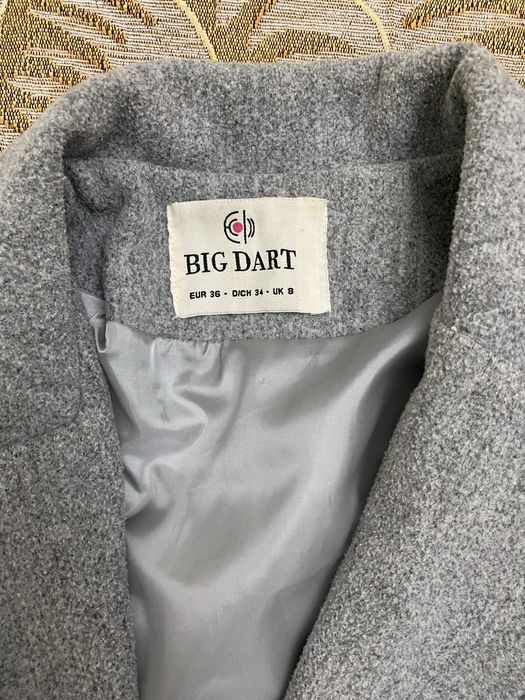 BIG DART
EUR 36 - D/CH 34 - UK 8